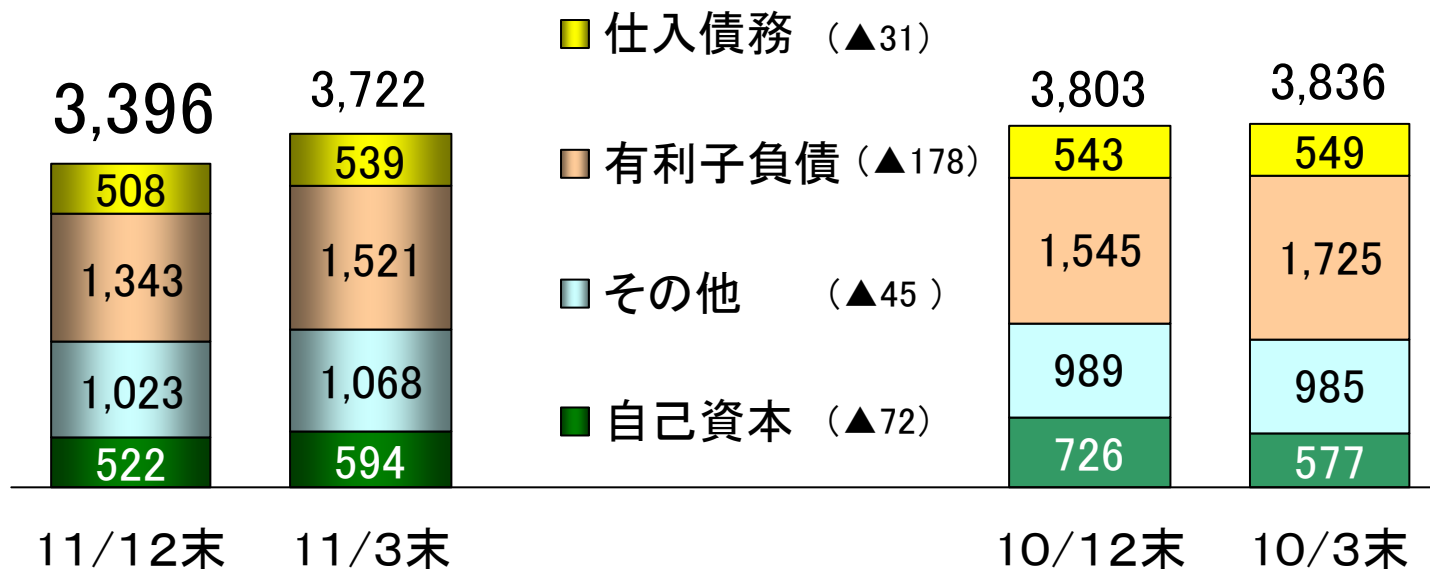 仕入債務 （▲31）
有利子負債（▲178）
その他 （▲45 ）
自己資本 （▲72）
3,396
508
1,343
1,023
522
11/12末
3,722
539
1,521
1,068
594
11/3末
3,803
543
1,545
989
726
10/12末
3,836
549
1,725
985
577
10/3末